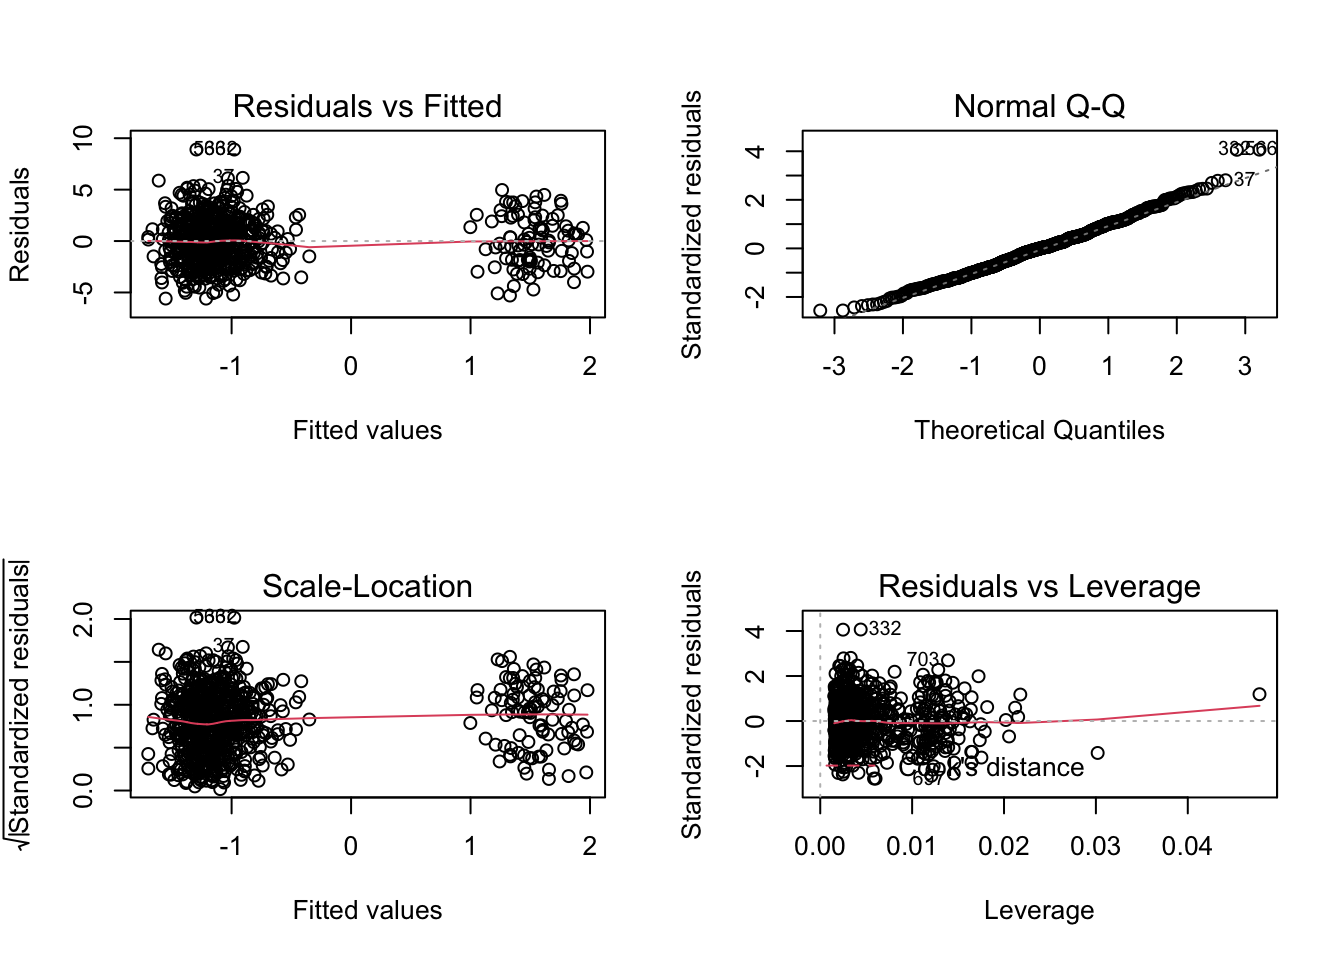 Residuals vs Fitted
Residuals
10
5
0
-5
-1 0 1 2
Fitted values
37
Normal Q-Q
Standardized residuals
4
2
0
-2
-3 -2 -1 0 1 2 3
Theoretical Quantiles
37
Scale-Location
√|Standardized residuals|
2.0
1.0
0.0
-1 0 1 2
Fitted values
37
Residuals vs Leverage
Standardized residuals
4
2
0
-2
0.00 0.01 0.02 0.03 0.04
Leverage
332
703
distance